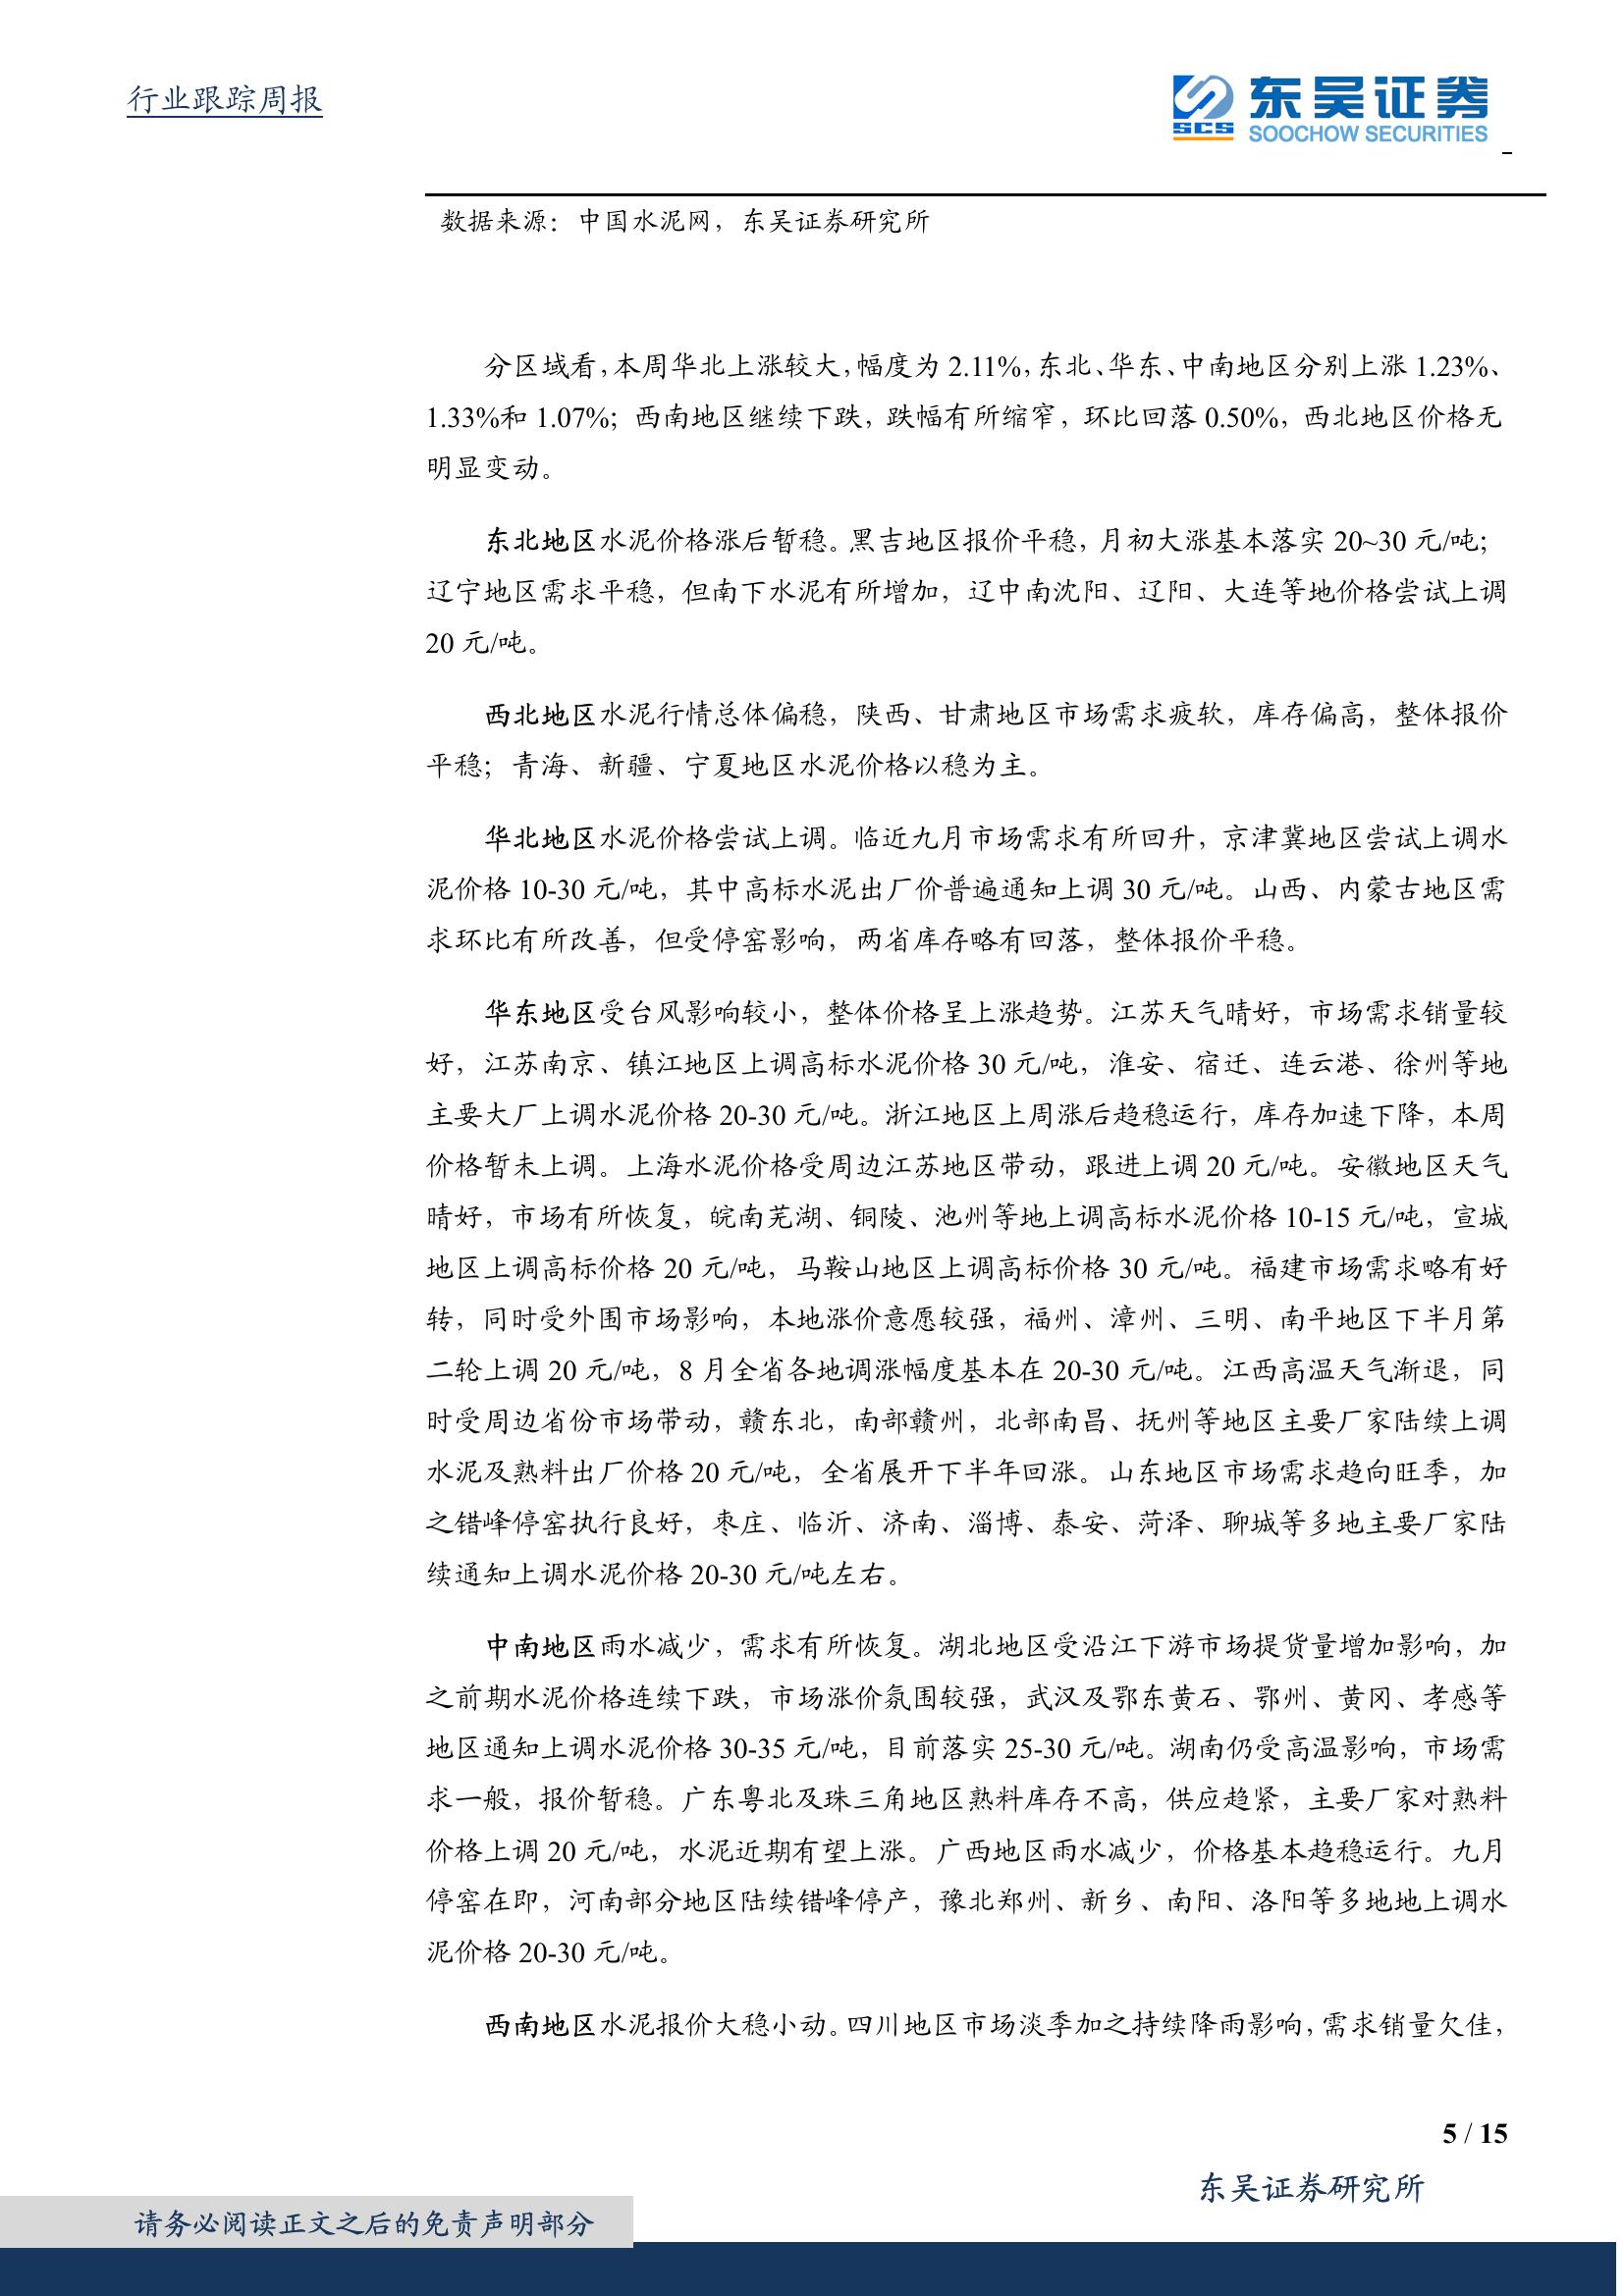 行业跟踪周报
SCS
东吴证券
SOOCHOW SECURITIES
数据来源：中国水泥网，东吴证券研究所
分区域看，本周华北上涨较大，幅度为 2.11%，东北、华东、中南地区分别上涨 1.23%、
1.33%和 1.07%；西南地区继续下跌，跌幅有所缩窄，环比回落 0.50%，西北地区价格无
明显变动。
东北地区水泥价格涨后暂稳。黑吉地区报价平稳，月初大涨基本落实 20~30 元/吨；
辽宁地区需求平稳，但南下水泥有所增加，辽中南沈阳、辽阳、大连等地价格尝试上调
20 元/吨。
西北地区水泥行情总体偏稳，陕西、甘肃地区市场需求疲软，库存偏高，整体报价
平稳；青海、新疆、宁夏地区水泥价格以稳为主。
华北地区水泥价格尝试上调。临近九月市场需求有所回升，京津冀地区尝试上调水
泥价格 10-30 元/吨，其中高标水泥出厂价普遍通知上调 30 元/吨。山西、内蒙古地区需
求环比有所改善，但受停窑影响，两省库存略有回落，整体报价平稳。
华东地区受台风影响较小，整体价格呈上涨趋势。江苏天气晴好，市场需求销量较
好，江苏南京、镇江地区上调高标水泥价格 30 元/吨，淮安、宿迁、连云港、徐州等地
主要大厂上调水泥价格 20-30 元/吨。浙江地区上周涨后趋稳运行，库存加速下降，本周
价格暂未上调。上海水泥价格受周边江苏地区带动，跟进上调 20 元/吨。安徽地区天气
晴好，市场有所恢复，皖南芜湖、铜陵、池州等地上调高标水泥价格 10-15 元/吨，宣城
地区上调高标价格 20 元/吨，马鞍山地区上调高标价格 30 元/吨。福建市场需求略有好
转，同时受外围市场影响，本地涨价意愿较强，福州、漳州、三明、南平地区下半月第
二轮上调 20 元/吨，8 月全省各地调涨幅度基本在 20-30 元/吨。江西高温天气渐退，同
时受周边省份市场带动，赣东北，南部赣州，北部南昌、抚州等地区主要厂家陆续上调
水泥及熟料出厂价格 20 元/吨，全省展开下半年回涨。山东地区市场需求趋向旺季，加
之错峰停窑执行良好，枣庄、临沂、济南、淄博、泰安、菏泽、聊城等多地主要厂家陆
续通知上调水泥价格 20-30 元/吨左右。
中南地区雨水减少，需求有所恢复。湖北地区受沿江下游市场提货量增加影响，加
之前期水泥价格连续下跌，市场涨价氛围较强，武汉及鄂东黄石、鄂州、黄冈、孝感等
地区通知上调水泥价格 30-35 元/吨，目前落实 25-30 元/吨。湖南仍受高温影响，市场需
求一般，报价暂稳。广东粤北及珠三角地区熟料库存不高，供应趋紧，主要厂家对熟料
价格上调 20 元/吨，水泥近期有望上涨。广西地区雨水减少，价格基本趋稳运行。九月
停窑在即，河南部分地区陆续错峰停产，豫北郑州、新乡、南阳、洛阳等多地地上调水
泥价格 20-30 元/吨。
西南地区水泥报价大稳小动。四川地区市场淡季加之持续降雨影响，需求销量欠佳，
5 / 15
东吴证券研究所
请务必阅读正文之后的免责声明部分